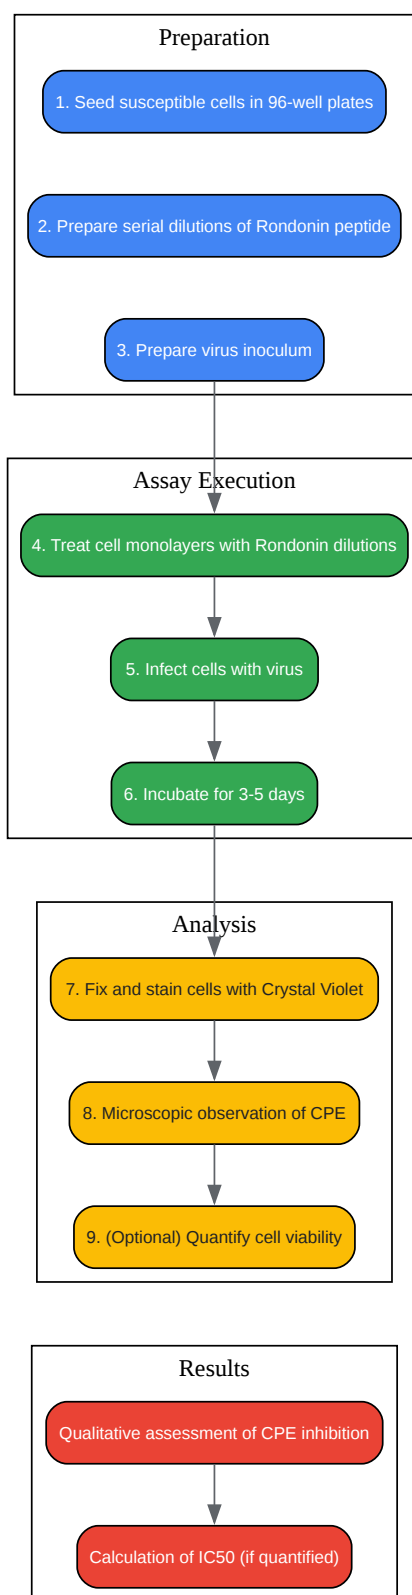 Preparation
1. Seed susceptible cells in 96-well plates
2. Prepare serial dilutions of Rondonin peptide
3. Prepare virus inoculum
Assay Execution
4. Treat cell monolayers with Rondonin dilutions
5. Infect cells with virus
6. Incubate for 3-5 days
Analysis
7. Fix and stain cells with Crystal Violet
8. Microscopic observation of CPE
9. (Optional) Quantify cell viability
Results
Qualitative assessment of CPE inhibition
Calculation of IC50 (if quantified)